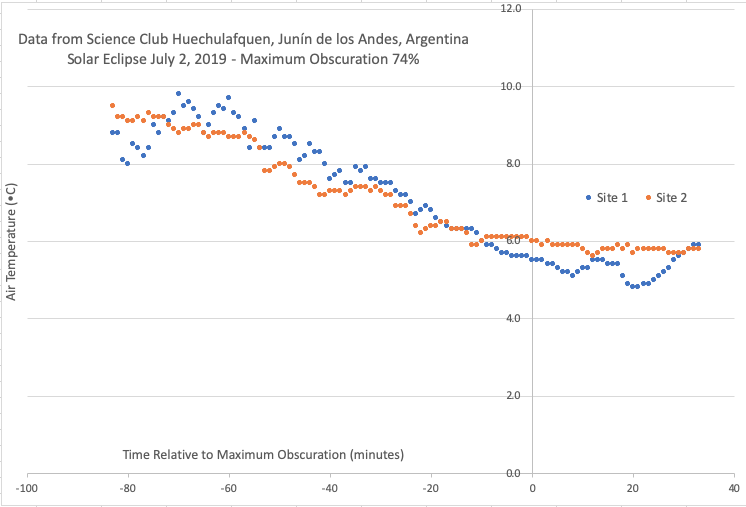 12.0
Data from Science Club Huechulafquen, Junín de los Andes, Argentina
Solar Eclipse July 2, 2019 - Maximum Obscuration 74%
10.0
8.0
Site 1 Site 2
Air Temperature (•C)
6.0
4.0
2.0
Time Relative to Maximum Obscuration (minutes)
0.0
-100 -80 -60 -40 -20 0 20 40